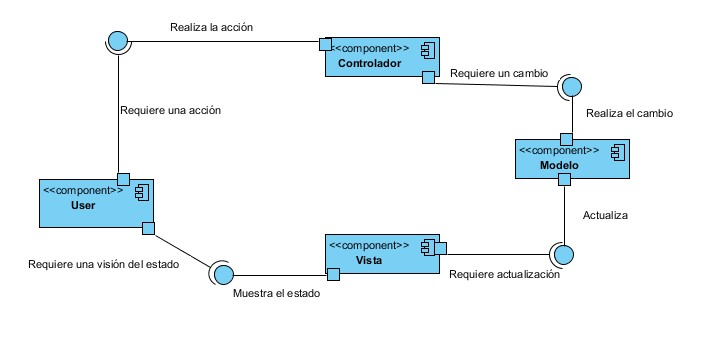 Realiza la acción
<<component>>
Controlador
Requiere un cambio
Requiere una acción
Realiza el cambio
<<component>>
Modelo
<<component>>
User
Actualiza
<<component>>
Vista
Requiere una visión del estado
Requiere actualización
Muestra el estado